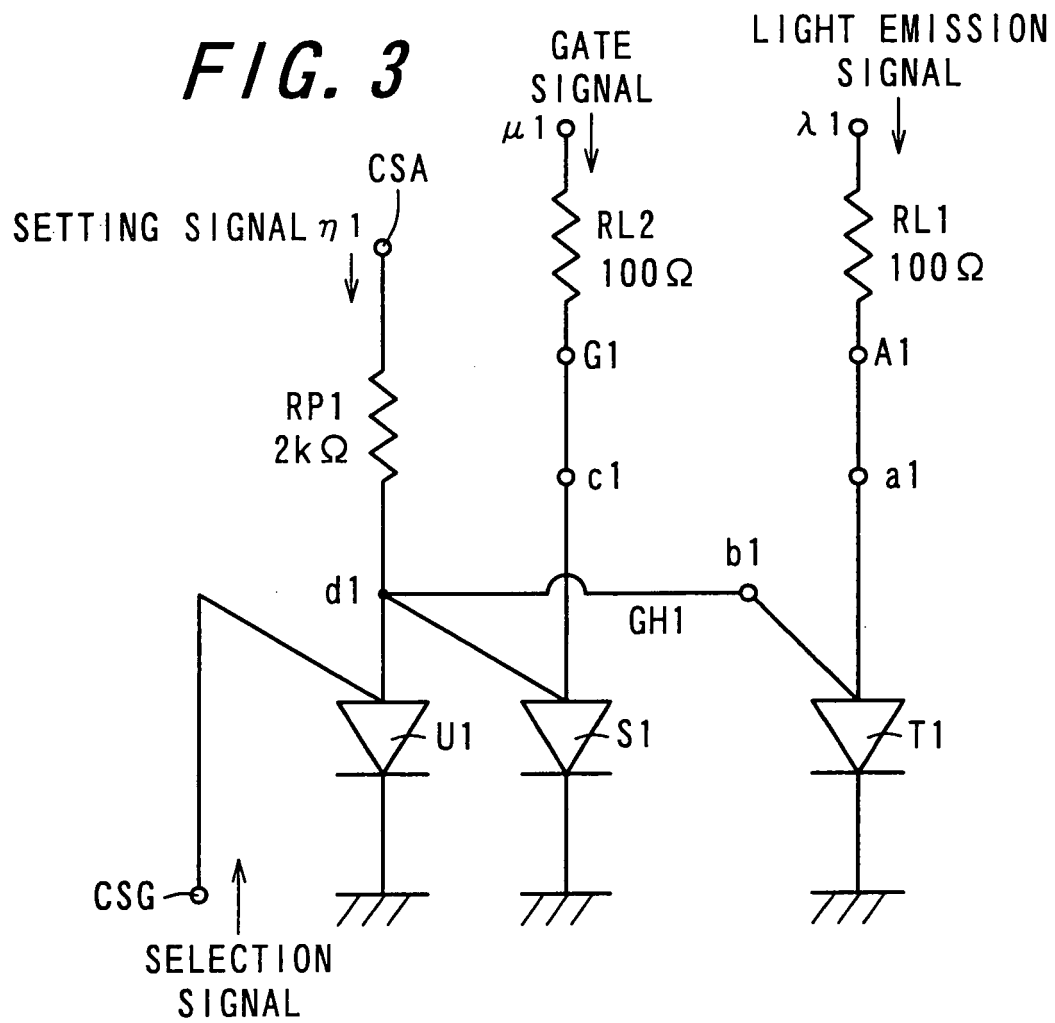 FIG. 3
GATE
SIGNAL
μ1
LIGHT EMISSION
SIGNAL
λ1
CSA
SETTING SIGNAL η1
RL2
100Ω
RL1
100Ω
G1
A1
RP1
2kΩ
c1
a1
b1
d1
GH1
U1
S1
T1
CSG
SELECTION
SIGNAL